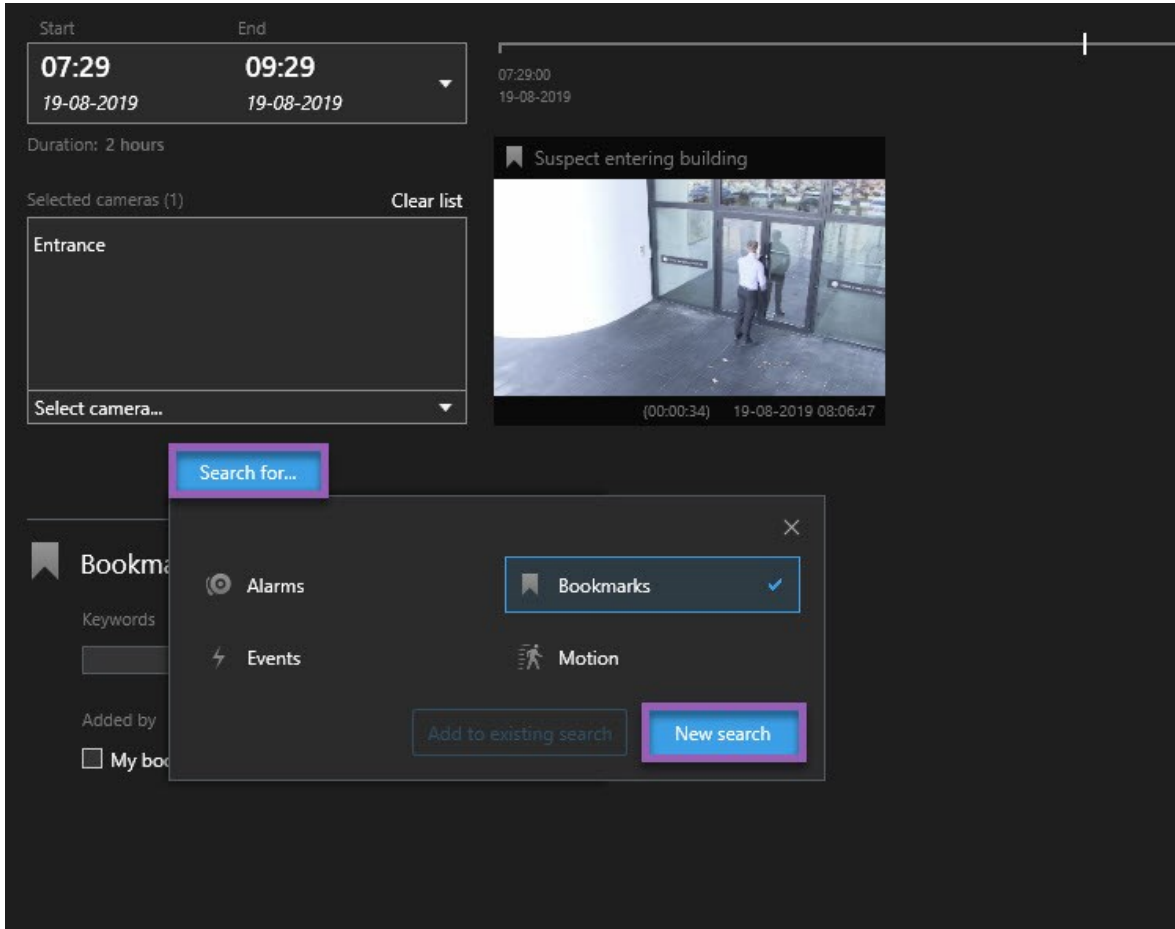 Start End
07:29 09:29
19-08-2019 19-08-2019
Duration: 2 hours
Selected cameras (1) Clear list
Entrance
Select camera...
07:29:00
19-08-2019
Suspect entering building
(00:00:34) 19-08-2019 08:06:47
Search for...
Bookma
Keywords
Added by
My boo
Alarms Bookmarks
Events Motion
Add to existing search New search